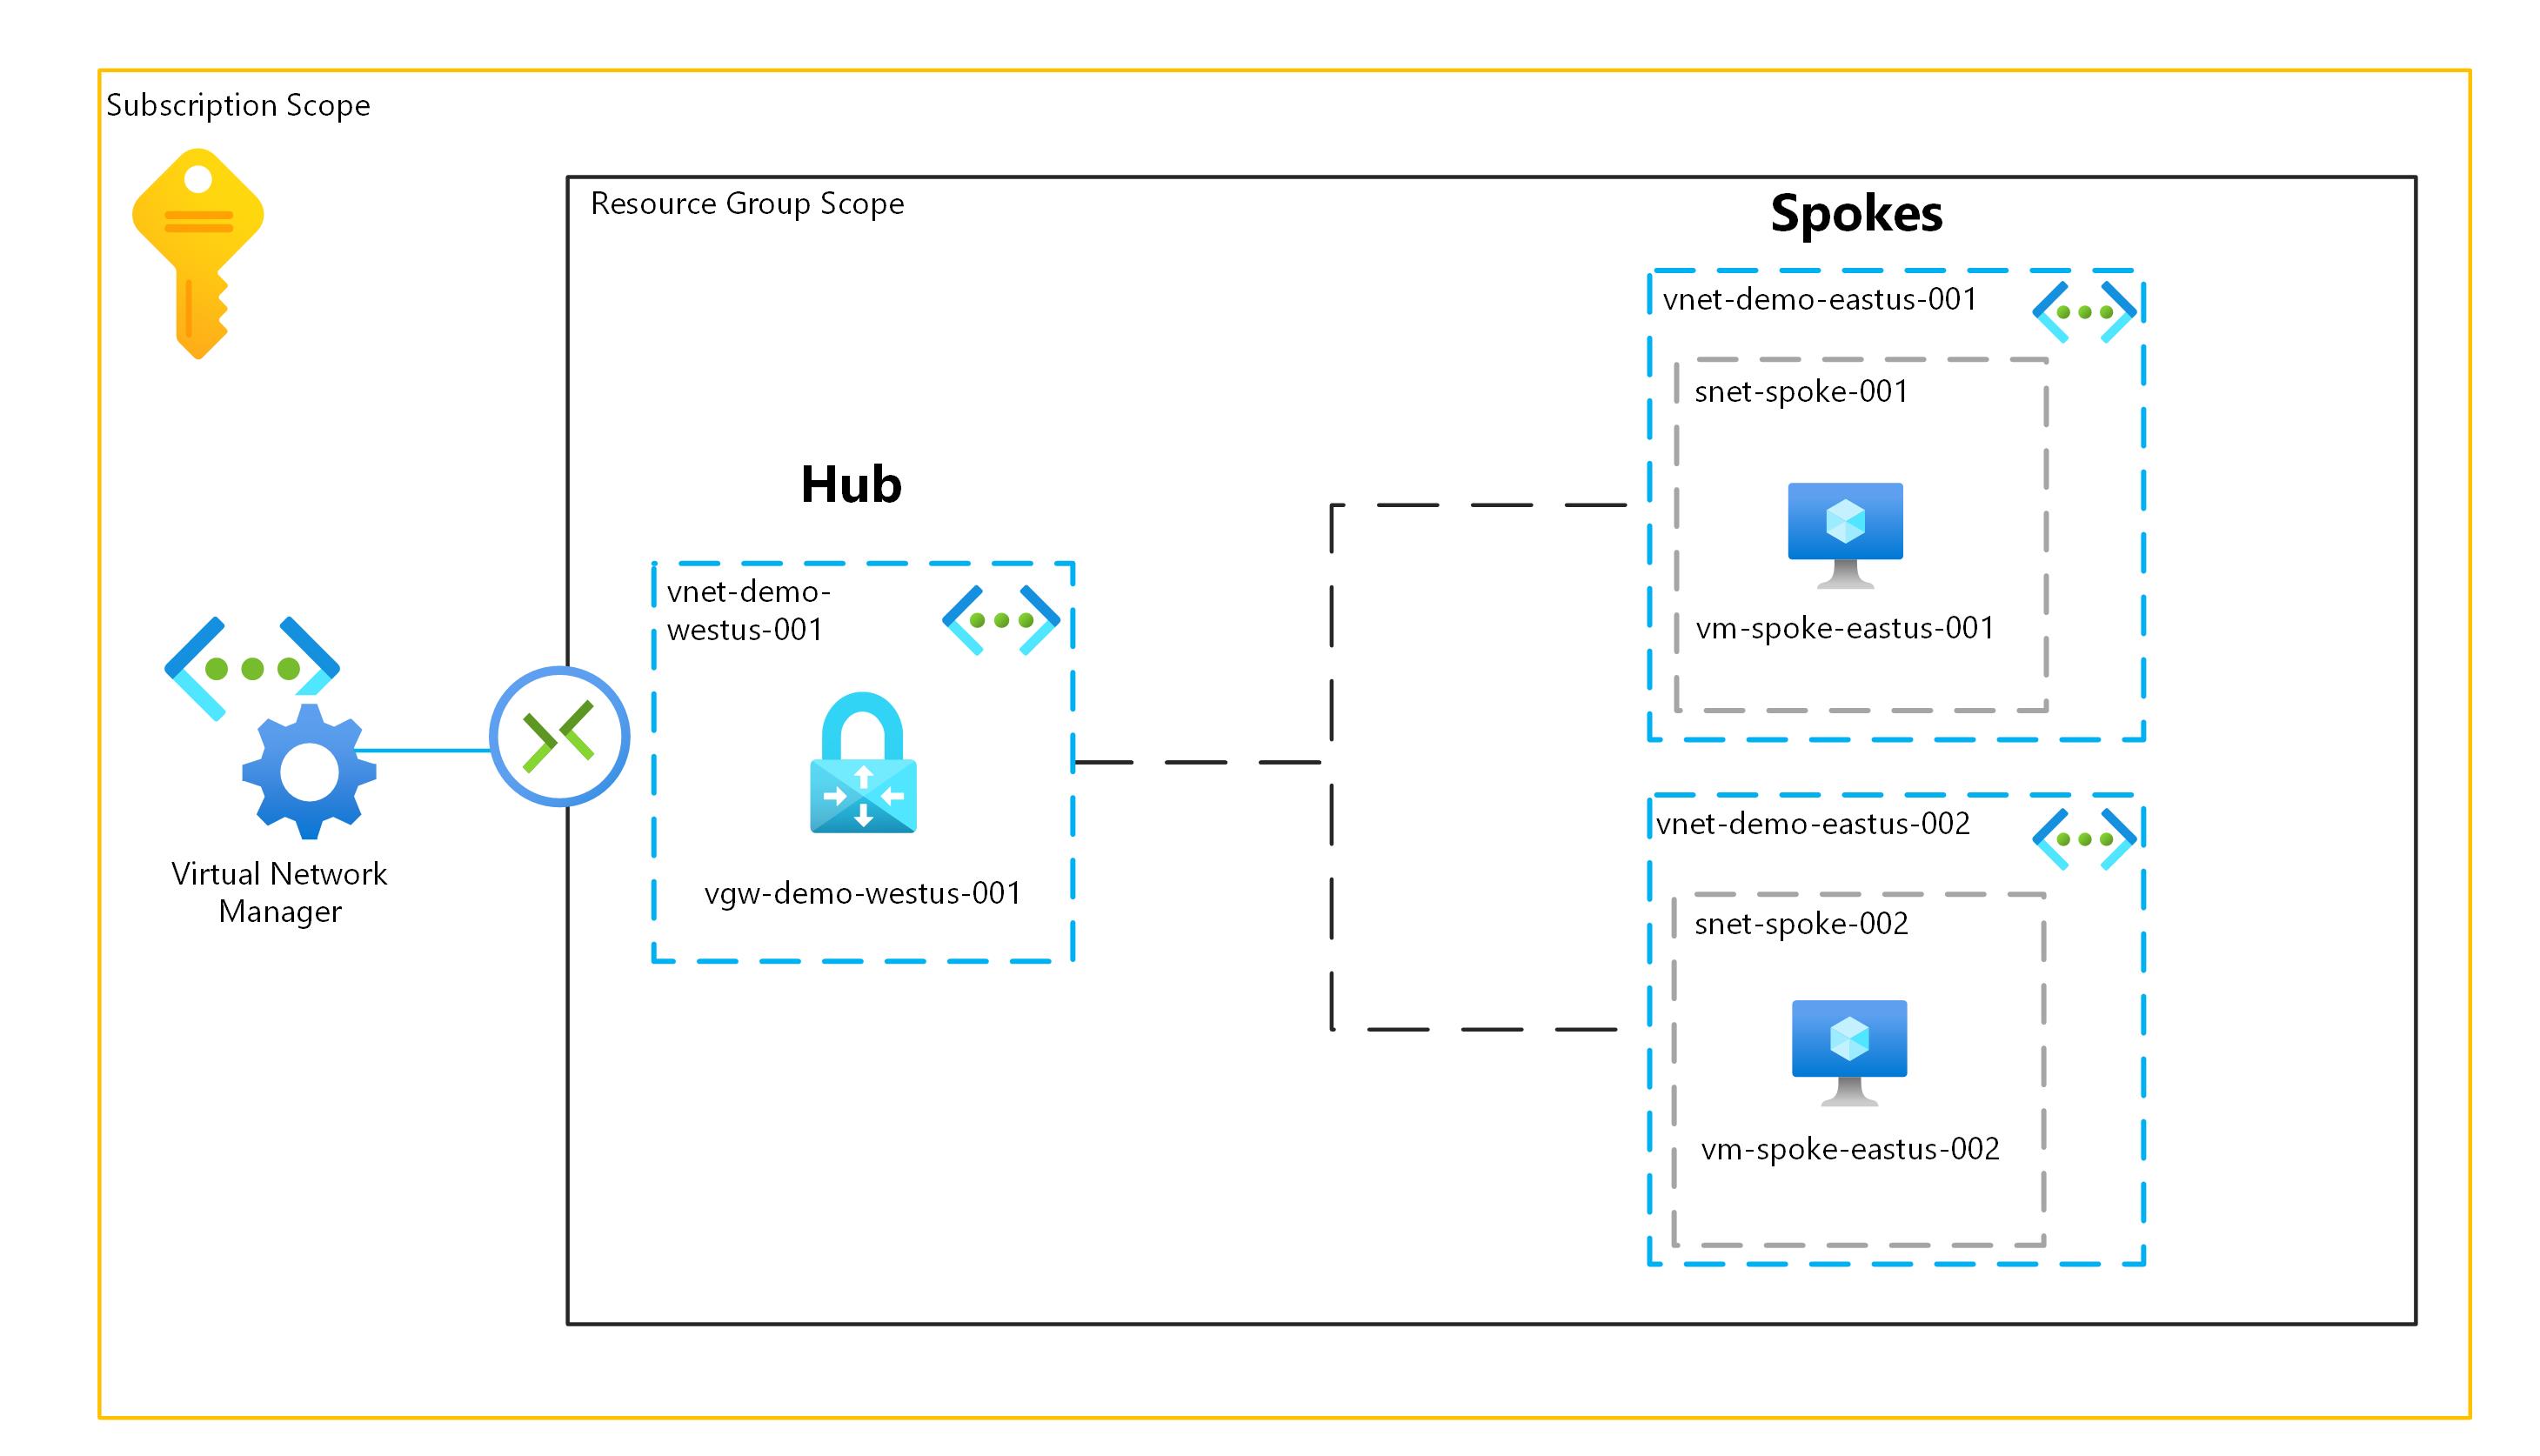 Subscription Scope
Resource Group Scope
Spokes
vnet-demo-eastus-001
snet-spoke-001
vm-spoke-eastus-001
Hub
vnet-demo-
westus-001
vgw-demo-westus-001
Virtual Network
Manager
vnet-demo-eastus-002
snet-spoke-002
vm-spoke-eastus-002